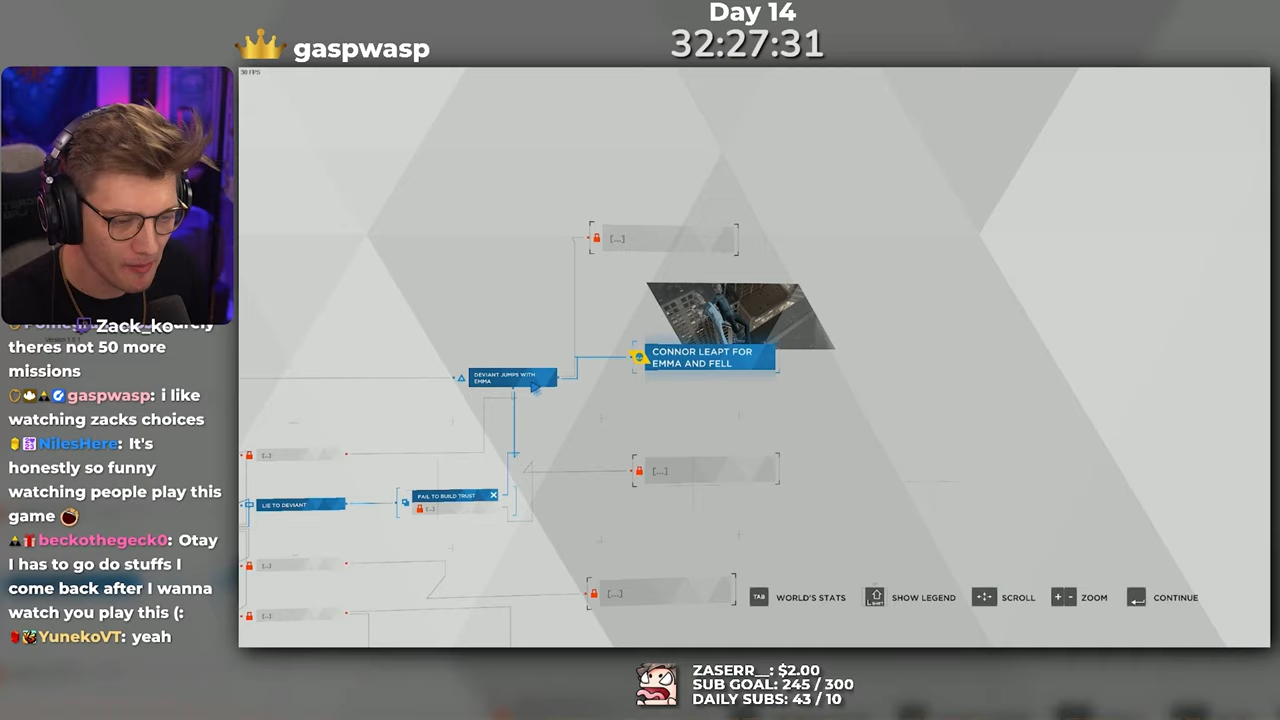 Day 14
32:27:31
gaspwasp
30 FPS
Zack_ko
theres not 50 more
missions
gaspwasp: i like
watching zacks choices
NilesHere: It's
honestly so funny
watching people play this
game
beckothegeck0: Otay
I has to go do stuffs I
come back after I wanna
watch you play this (:
YunekoVT: yeah
[...]
CONNOR LEAPT FOR
EMMA AND FELL
DEVIANT JUMPS WITH
EMMA
[...]
[...]
FAIL TO BUILD TRUST
[...]
LIE TO DEVIANT
[...]
[...]
[...]
TAB WORLD'S STATS
SHOW LEGEND
SCROLL
+ - ZOOM
CONTINUE
ZASERR__: $2.00
SUB GOAL: 245 / 300
DAILY SUBS: 43 / 10